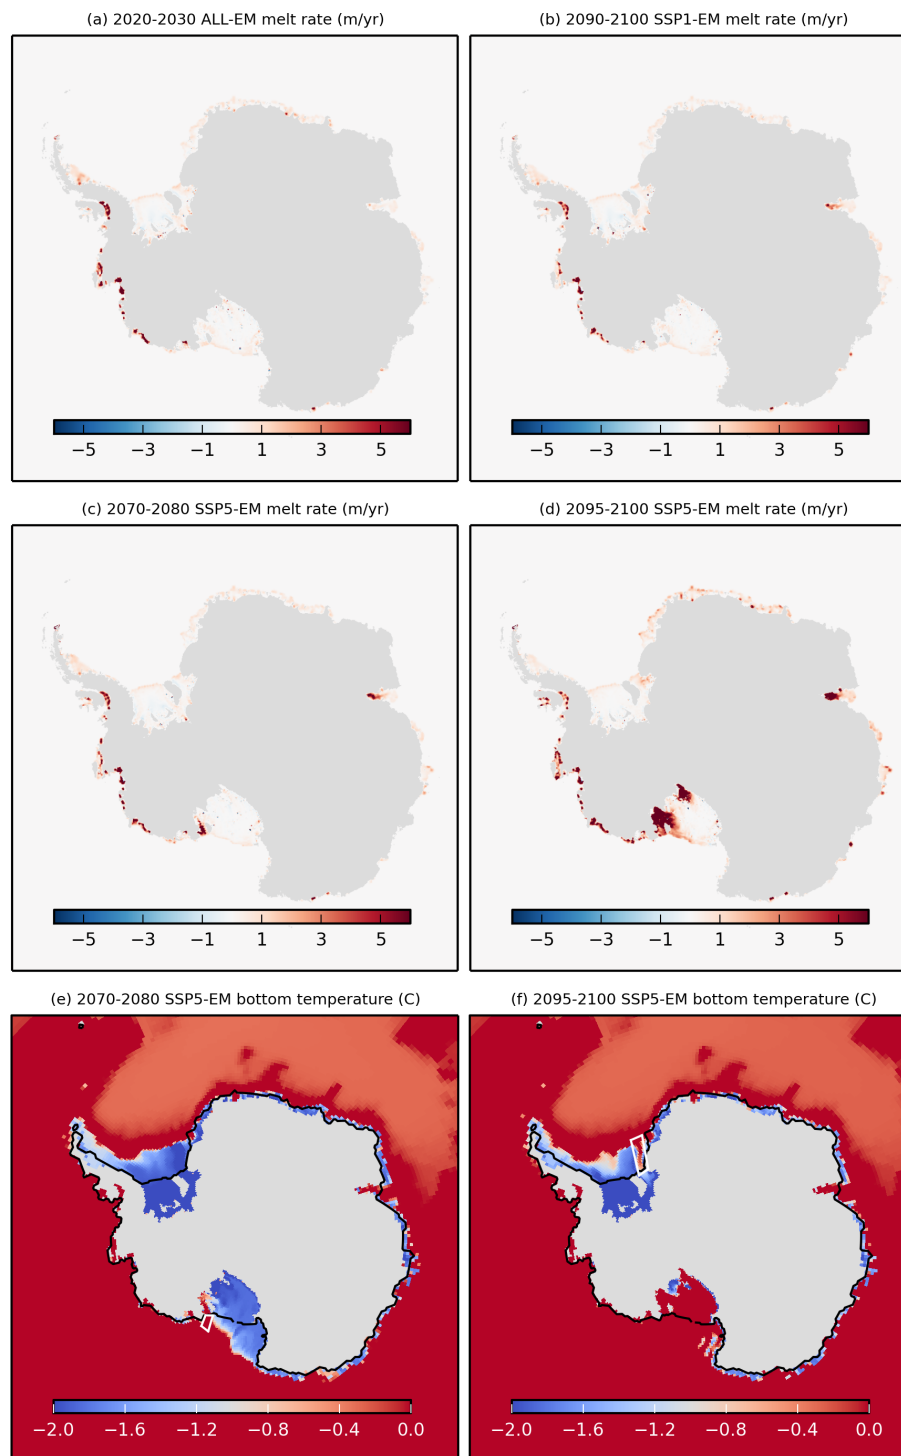 (a) 2020-2030 ALL-EM melt rate (m/yr)
(b) 2090-2100 SSP1-EM melt rate (m/yr)
−5 −3 −1 1 3 5
−5 −3 −1 1 3 5
(c) 2070-2080 SSP5-EM melt rate (m/yr)
(d) 2095-2100 SSP5-EM melt rate (m/yr)
−5 −3 −1 1 3 5
−5 −3 −1 1 3 5
(e) 2070-2080 SSP5-EM bottom temperature (C)
(f) 2095-2100 SSP5-EM bottom temperature (C)
−2.0 −1.6 −1.2 −0.8 −0.4 0.0
−2.0 −1.6 −1.2 −0.8 −0.4 0.0